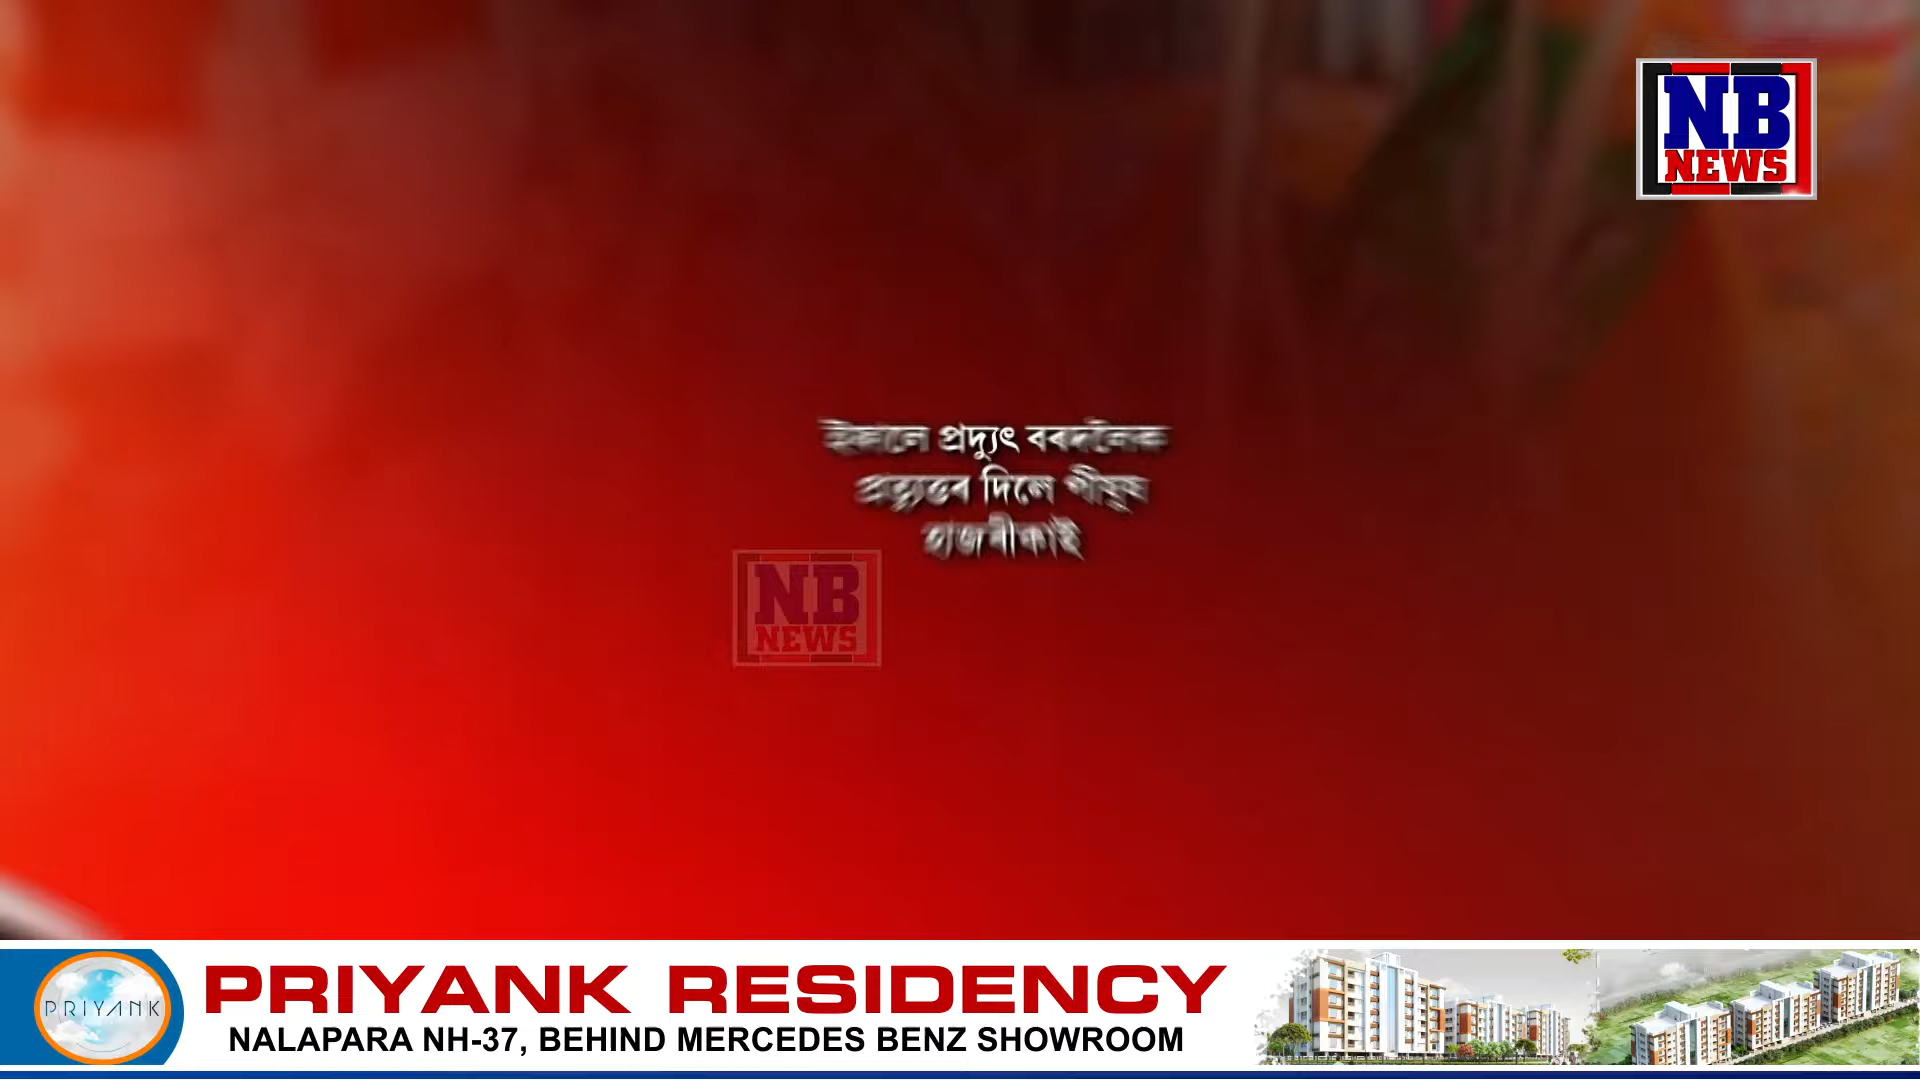 NB
NEWS
ইফালে প্ৰদ্যুৎ বৰদলৈক
প্ৰত্যুত্তৰ দিলে পীযূষ
হাজৰীকাই
NB
NEWS
PRIYANK
PRIYANK RESIDENCY
NALAPARA NH-37, BEHIND MERCEDES BENZ SHOWROOM